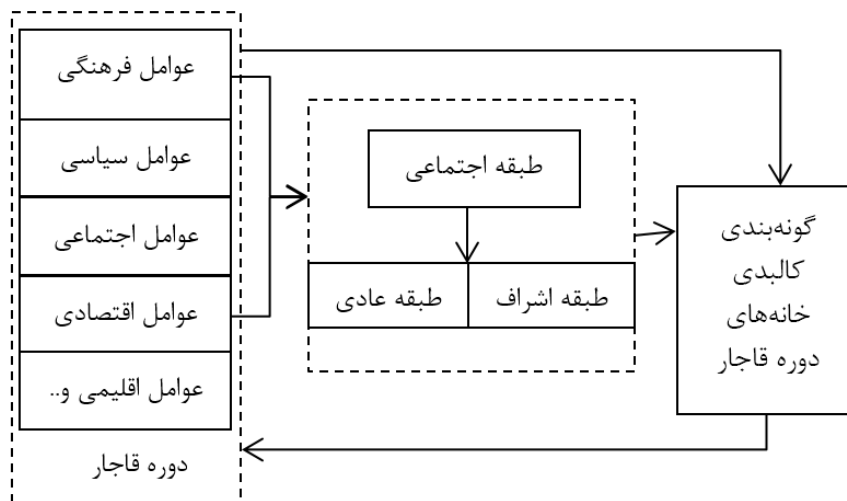 عوامل فرهنگی
عوامل سیاسی
عوامل اجتماعی
عوامل اقتصادی
عوامل اقلیمی و..
دوره قاجار
طبقه اجتماعی
طبقه اشراف
طبقه عادی
گونه‌بندی
کالبدی
خانه‌های
دوره قاجار